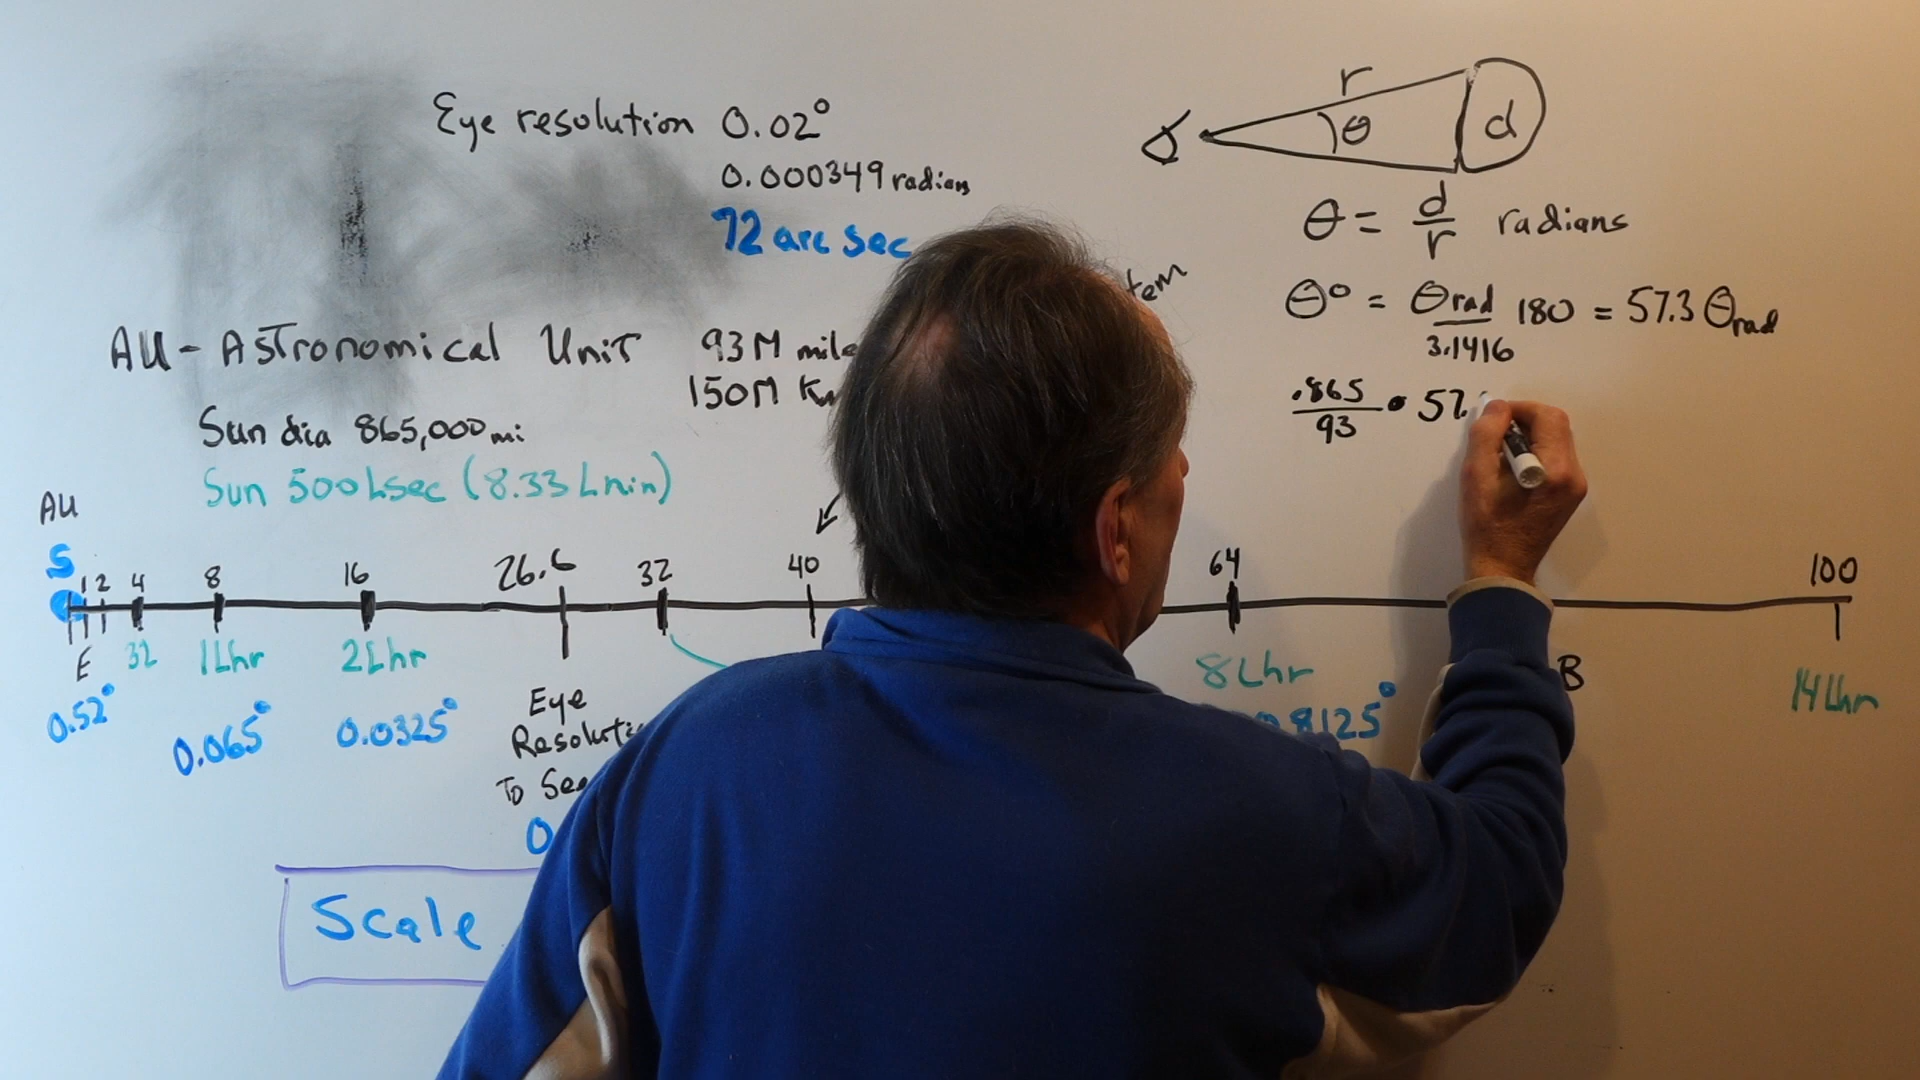 Eye resolution 0.02°
0.000349 radians
72 arc sec
AU - Astronomical Unit 93M mile
150M Km
Sun dia 865,000 mi
Sun 500 Lsec (8.33 Lmin)
r
θ
d
θ = d/r radians
θ° = θrad/3.1416 180 = 57.3 θrad
.865/93 • 57.
tem
AU
S
1 2 4 8 16 26.6 32 40 64 100
E 32 1Lhr 2Lhr 8Lhr B 14Lhr
0.52° 0.065° 0.0325° 8125°
Eye
Resolutio
To See
0
Scale